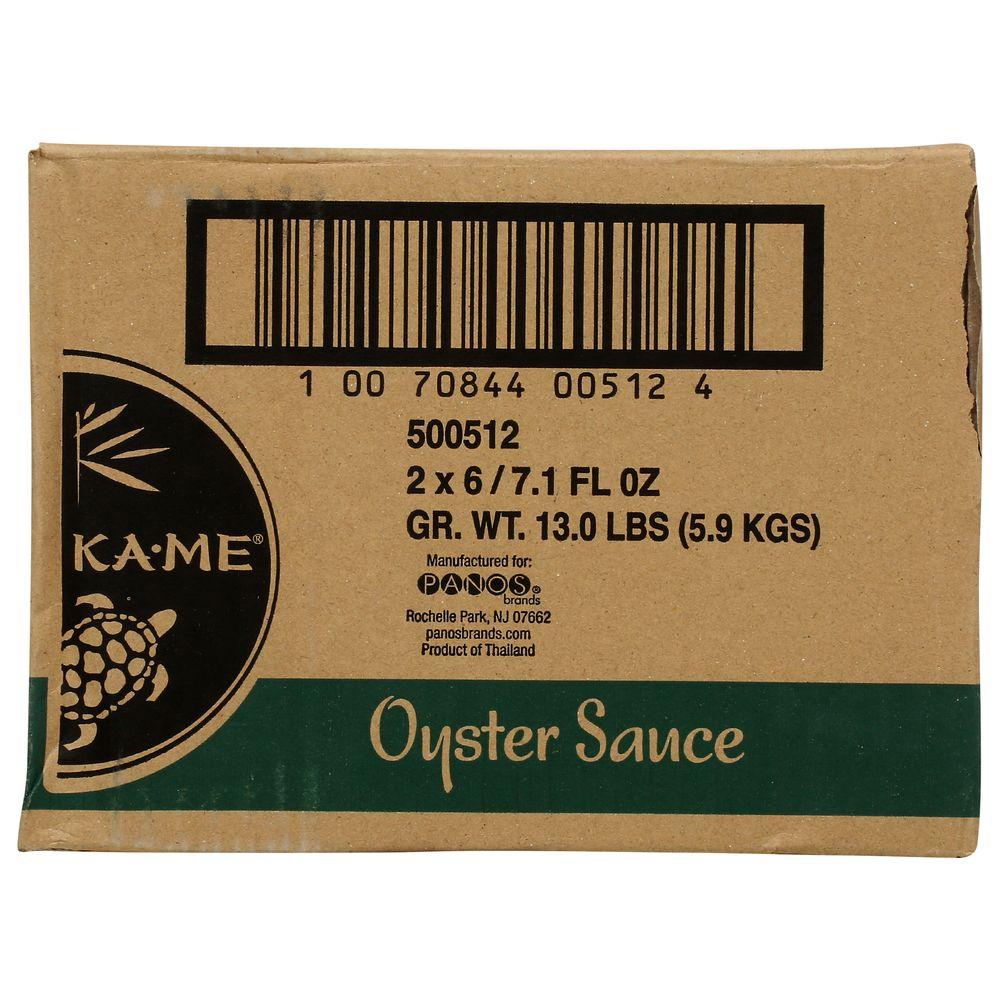 1 00 70844 00512 4
500512
2 x 6 / 7.1 FL OZ
GR. WT. 13.0 LBS (5.9 KGS)
Manufactured for:
PANOS®
brands
Rochelle Park, NJ 07662
panosbrands.com
Product of Thailand
KA·ME®
Oyster Sauce